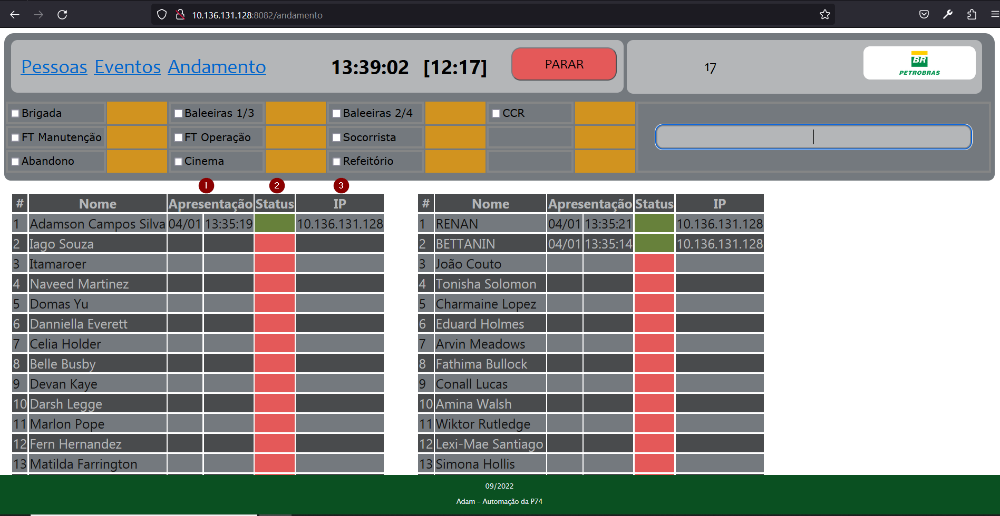 10.136.131.128:8082/andamento
Pessoas Eventos Andamento 13:39:02 [12:17] PARAR 17 BR PETROBRAS
Brigada Baleeiras 1/3 Baleeiras 2/4 CCR
FT Manutenção FT Operação Socorrista
Abandono Cinema Refeitório
1 2 3
# Nome Apresentação Status IP
1 Adamson Campos Silva 04/01 13:35:19 10.136.131.128
2 Iago Souza
3 Itamaroer
4 Naveed Martinez
5 Domas Yu
6 Danniella Everett
7 Celia Holder
8 Belle Busby
9 Devan Kaye
10 Darsh Legge
11 Marlon Pope
12 Fern Hernandez
13 Matilda Farrington
# Nome Apresentação Status IP
1 RENAN 04/01 13:35:21 10.136.131.128
2 BETTANIN 04/01 13:35:14 10.136.131.128
3 João Couto
4 Tonisha Solomon
5 Charmaine Lopez
6 Eduard Holmes
7 Arvin Meadows
8 Fathima Bullock
9 Conall Lucas
10 Amina Walsh
11 Wiktor Rutledge
12 Lexi-Mae Santiago
13 Simona Hollis
09/2022
Adam - Automação da P74